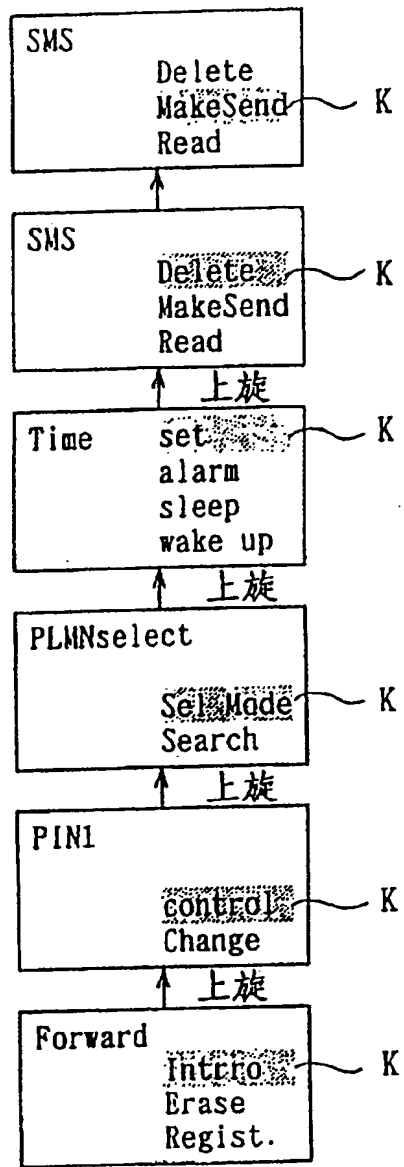 SMS
Delete
MakeSend K
Read
SMS
Delete K
MakeSend
Read
上旋
Time set K
alarm
sleep
wake up
上旋
PLMNselect
Sel Mode K
Search
上旋
PIN1
control K
Change
上旋
Forward
Intrro K
Erase
Regist.